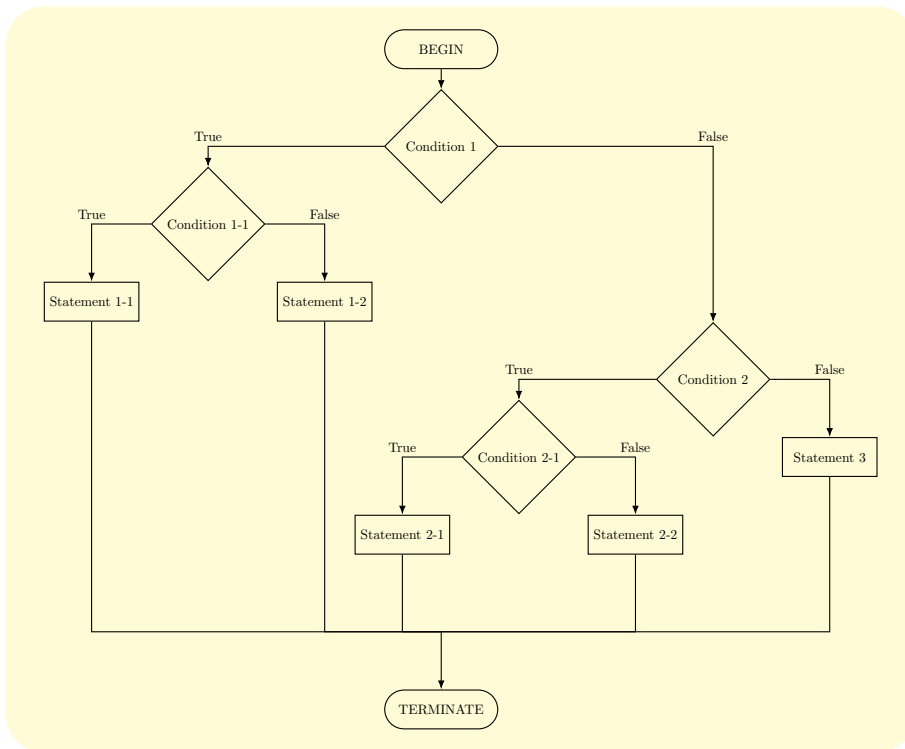 BEGIN
True
False
Condition 1
True
False
Condition 1-1
Statement 1-1
Statement 1-2
True
False
Condition 2
True
False
Condition 2-1
Statement 3
Statement 2-1
Statement 2-2
TERMINATE